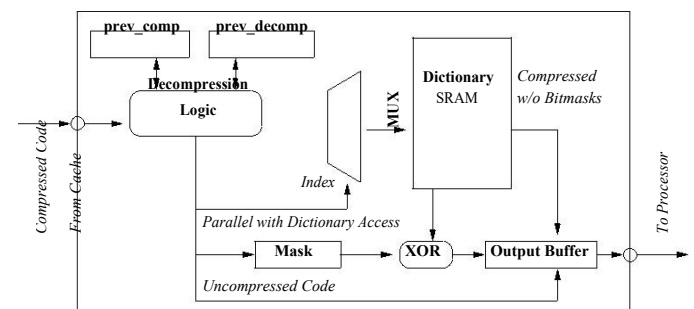 prev_comp
prev_decomp
Decompression
Logic
Dictionary
SRAM
Compressed
w/o Bitmasks
MUX
Compressed Code
From Cache
Index
Parallel with Dictionary Access
Mask
XOR
Output Buffer
To Processor
Uncompressed Code